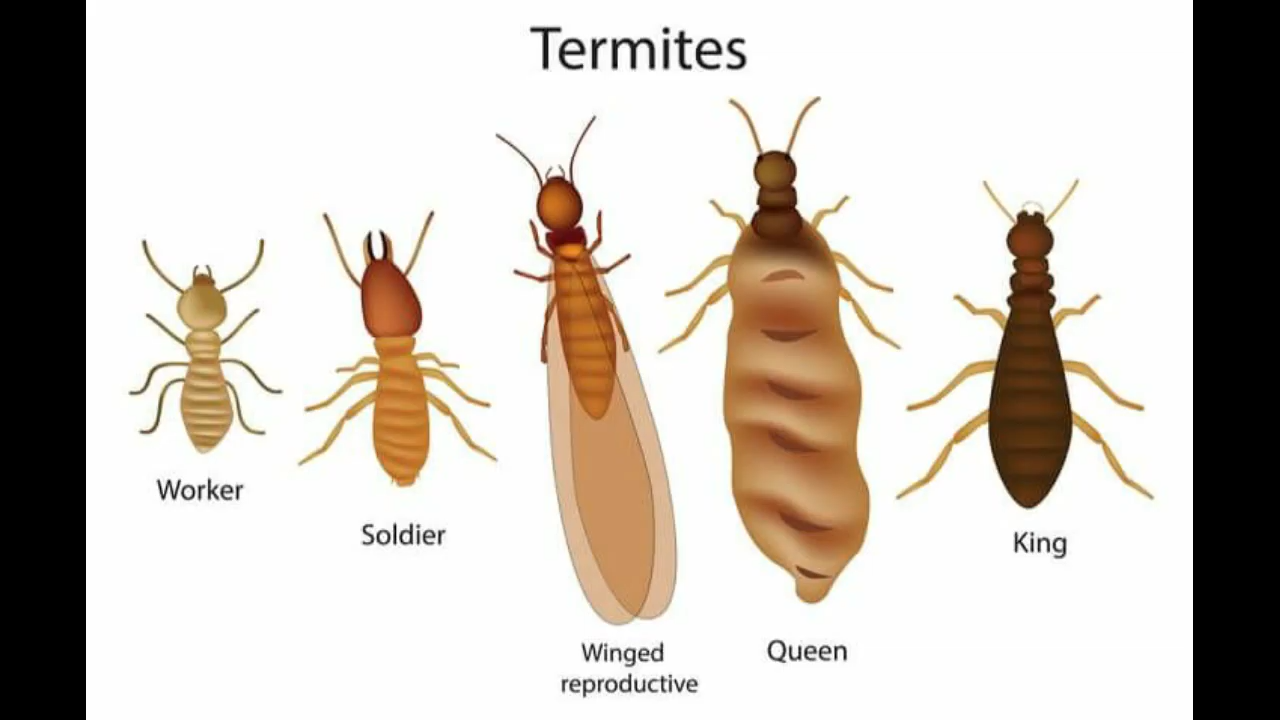 Termites
Worker
Soldier
Winged
reproductive
Queen
King